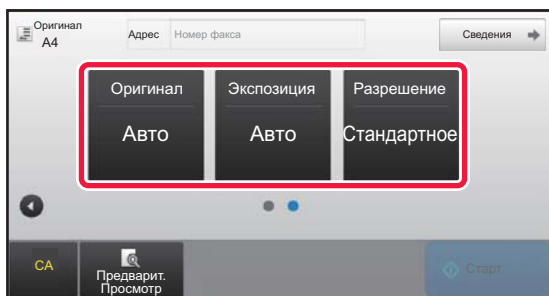 Оригинал
A4
Адрес
Номер факса
Сведения
Оригинал
Экспозиция
Разрешение
Авто
Авто
Стандартное
CA
Предварит.
Просмотр
Старт